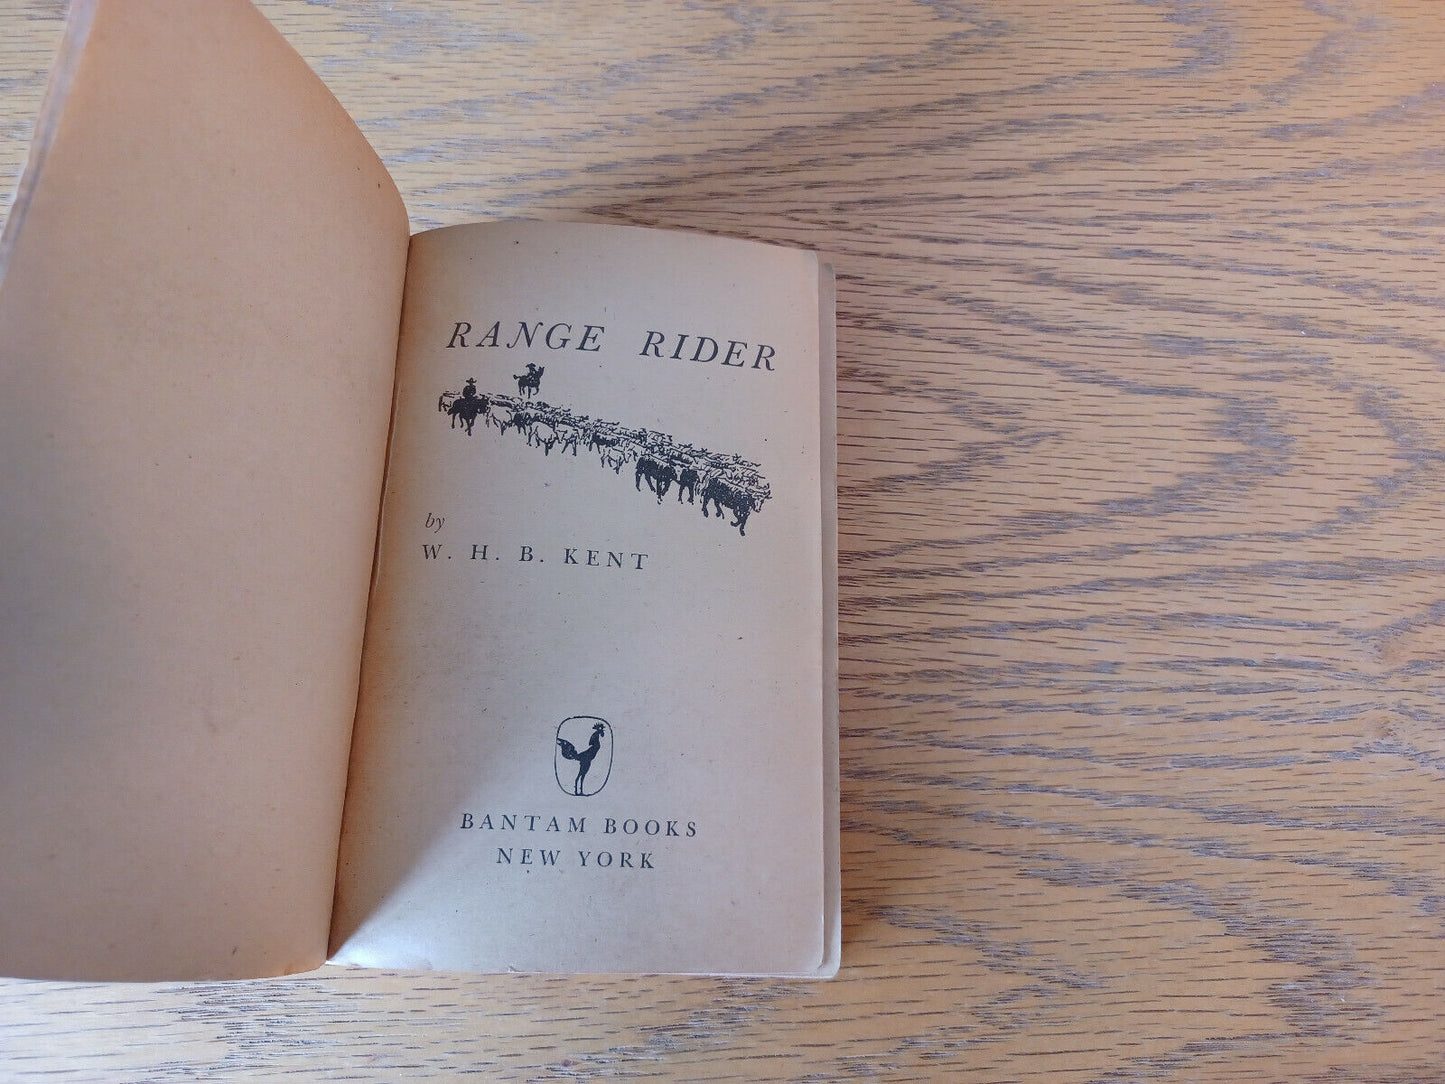 RANGE RIDER
by
W. H. B. KENT
BANTAM BOOKS
NEW YORK